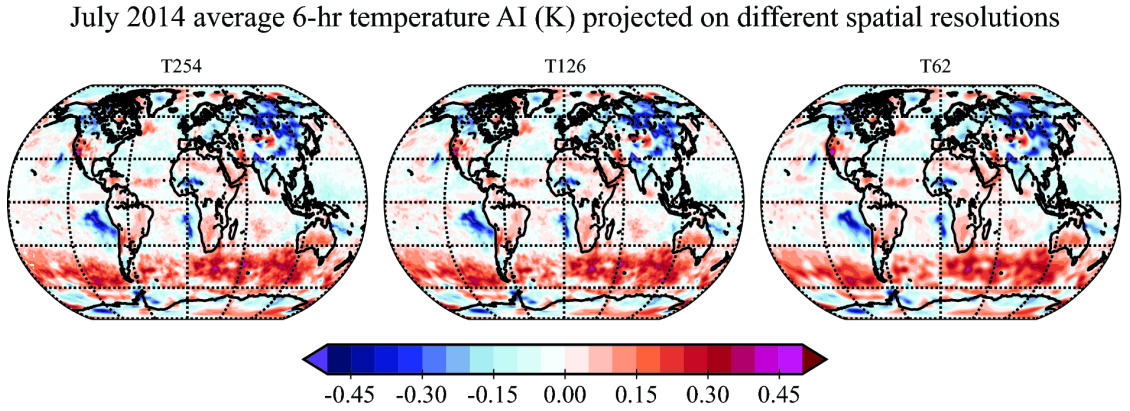 July 2014 average 6-hr temperature AI (K) projected on different spatial resolutions
T254 T126 T62
-0.45 -0.30 -0.15 0.00 0.15 0.30 0.45